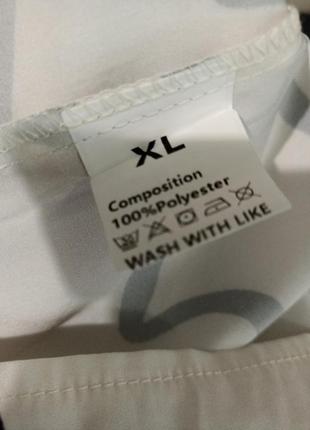 XL
Composition
100%Polyester
WASH WITH LIKE